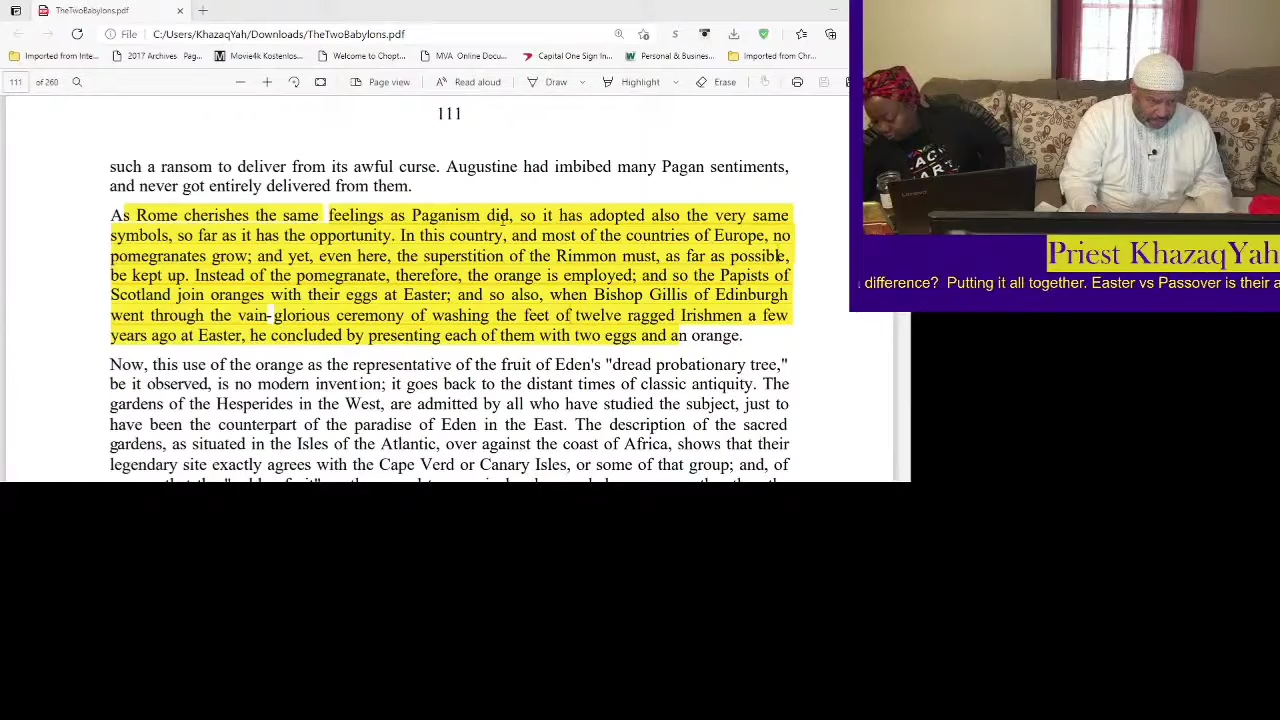 TheTwoBabylons.pdf
File C:/Users/KhazaqYah/Downloads/TheTwoBabylons.pdf
Imported from Inte... 2017 Archives Pag... Movie4k Kostenlos... Welcome to Chopt... MVA Online Docum... Capital One Sign In... Personal & Busines... Imported from Chr...
111 of 260 Page view Read aloud Draw Highlight Erase
111
such a ransom to deliver from its awful curse. Augustine had imbibed many Pagan sentiments,
and never got entirely delivered from them.
As Rome cherishes the same feelings as Paganism did, so it has adopted also the very same
symbols, so far as it has the opportunity. In this country, and most of the countries of Europe, no
pomegranates grow; and yet, even here, the superstition of the Rimmon must, as far as possible,
be kept up. Instead of the pomegranate, therefore, the orange is employed; and so the Papists of
Scotland join oranges with their eggs at Easter; and so also, when Bishop Gillis of Edinburgh
went through the vain-glorious ceremony of washing the feet of twelve ragged Irishmen a few
years ago at Easter, he concluded by presenting each of them with two eggs and an orange.
Now, this use of the orange as the representative of the fruit of Eden's "dread probationary tree,"
be it observed, is no modern invention; it goes back to the distant times of classic antiquity. The
gardens of the Hesperides in the West, are admitted by all who have studied the subject, just to
have been the counterpart of the paradise of Eden in the East. The description of the sacred
gardens, as situated in the Isles of the Atlantic, over against the coast of Africa, shows that their
legendary site exactly agrees with the Cape Verd or Canary Isles, or some of that group; and, of
Priest KhazaqYah
difference? Putting it all together. Easter vs Passover is their a
LENOVO